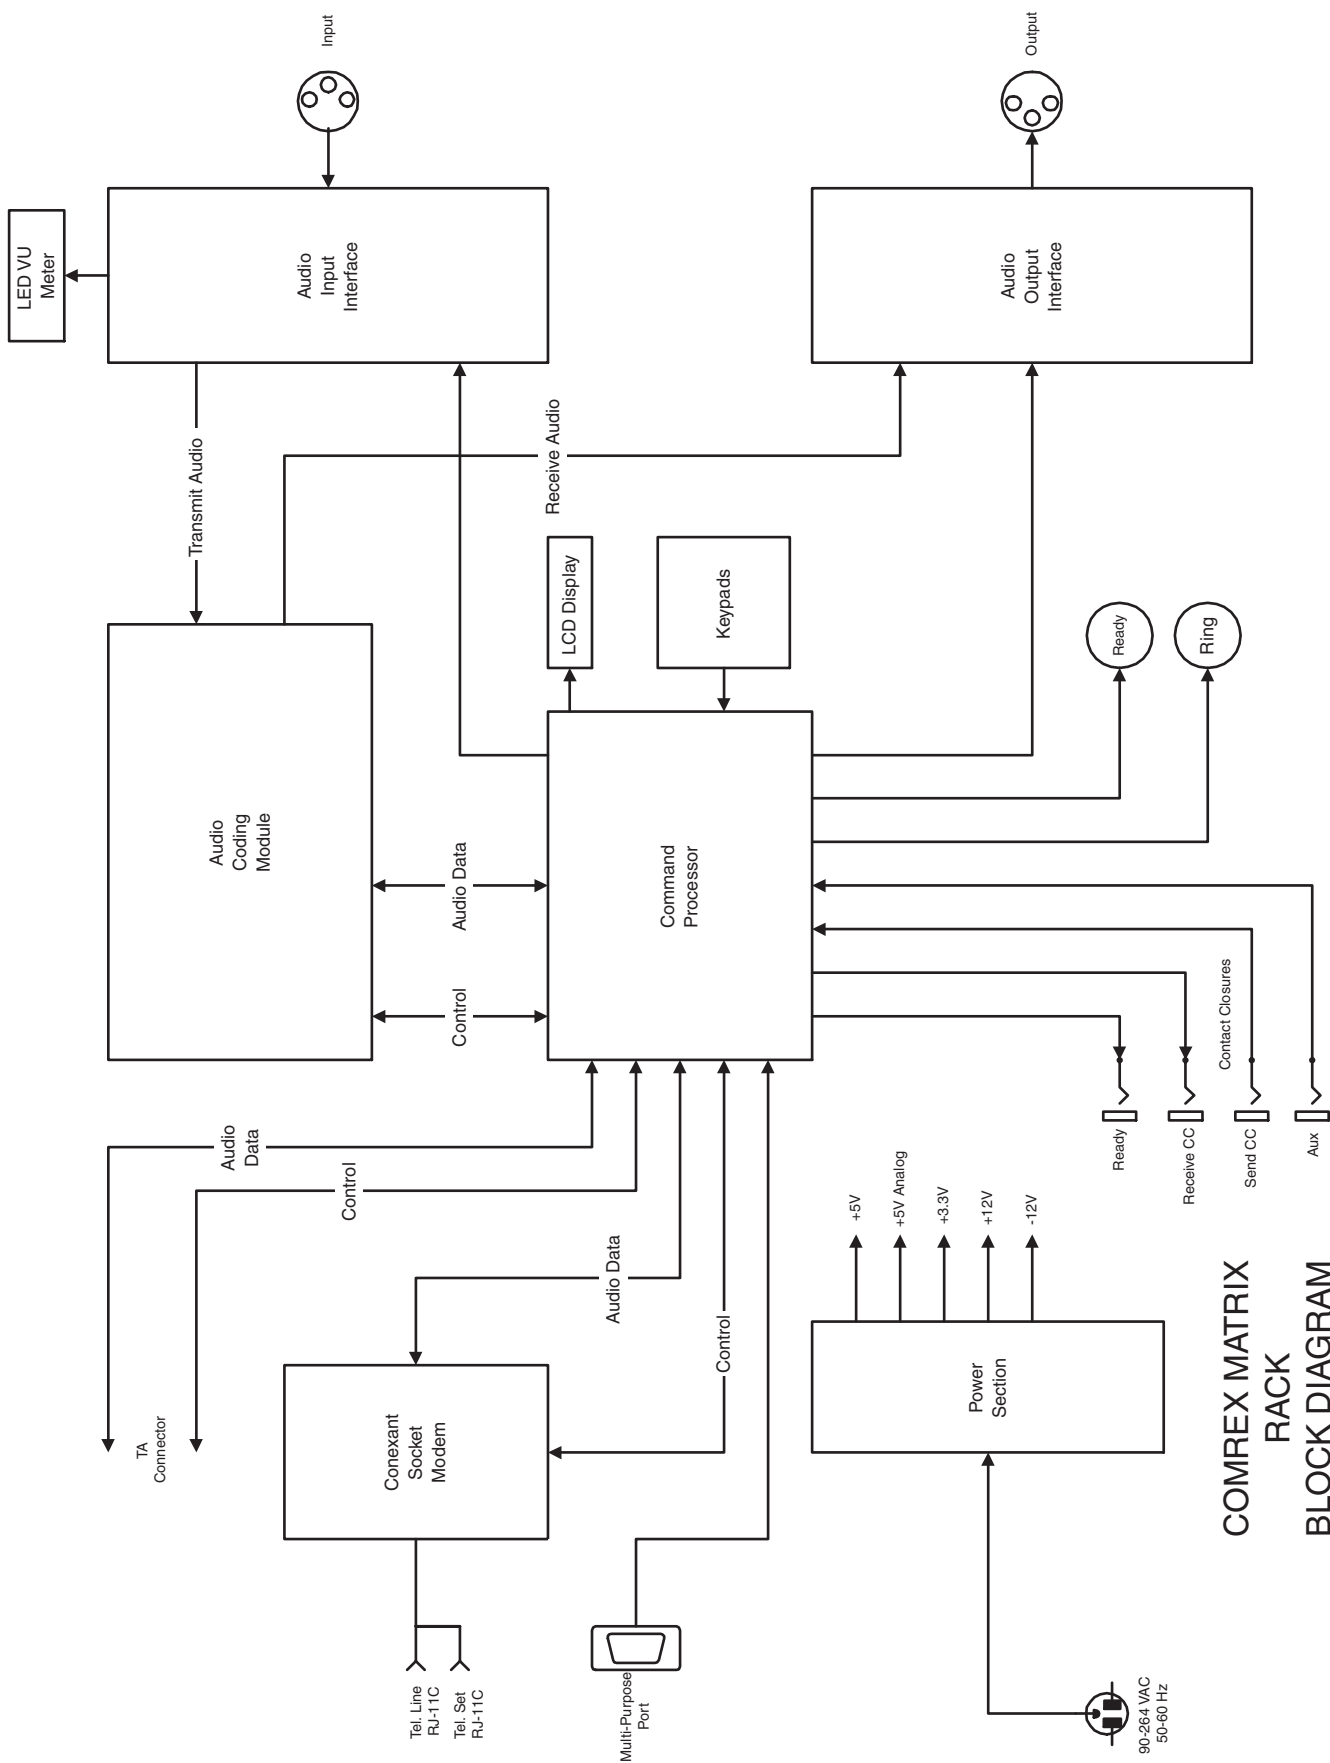 Input
LED VU
Meter
Audio
Input
Interface
Output
Audio
Output
Interface
Transmit Audio
Receive Audio
Audio
Coding
Module
LCD Display
Keypads
Ready
Ring
Audio Data
Control
Command
Processor
Audio
Data
Control
TA
Connector
Audio Data
Control
Conexant
Socket
Modem
Tel. Line
RJ-11C
Tel. Set
RJ-11C
Multi-Purpose
Port
Contact Closures
Ready
Receive CC
Send CC
Aux
+5V
+5V Analog
+3.3V
+12V
-12V
Power
Section
90-264 VAC
50-60 Hz
COMREX MATRIX
RACK
BLOCK DIAGRAM